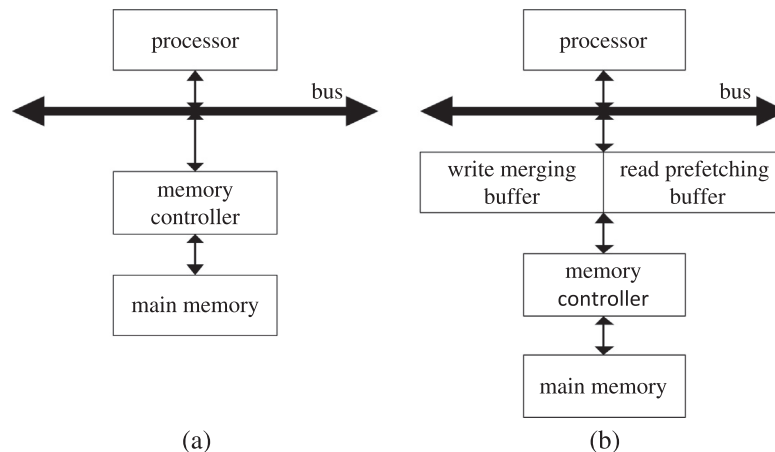 processor
bus
memory
controller
main memory
(a)
processor
bus
write merging
buffer
read prefetching
buffer
memory
controller
main memory
(b)